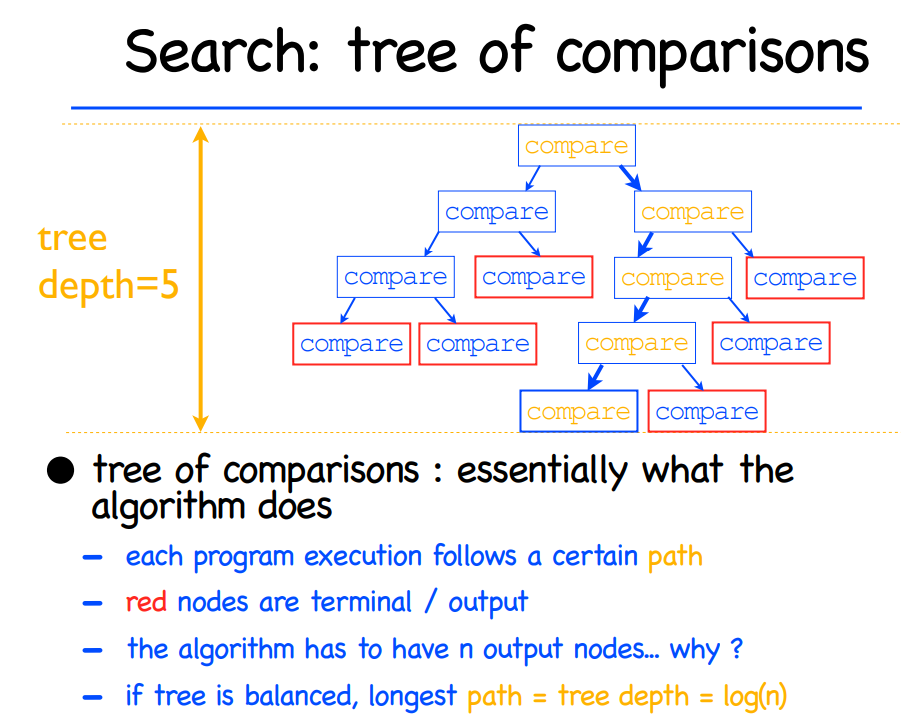 Search: tree of comparisons
compare
compare compare
tree
depth=5
compare compare compare compare
compare compare compare compare
compare compare
● tree of comparisons : essentially what the
algorithm does
– each program execution follows a certain path
– red nodes are terminal / output
– the algorithm has to have n output nodes... why ?
– if tree is balanced, longest path = tree depth = log(n)